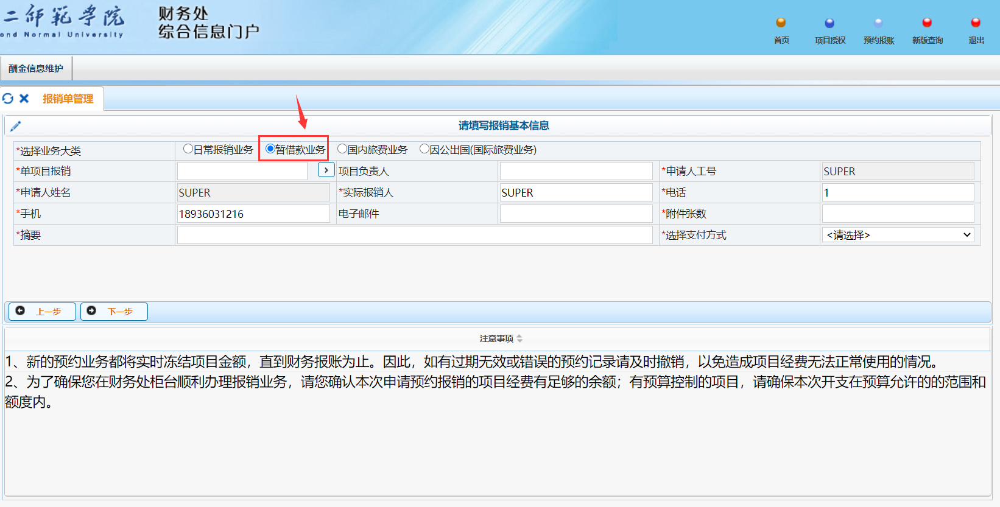 二师范学院
ond Normal University
财务处
综合信息门户
首页 项目授权 预约报账 新版查询 退出
酬金信息维护
报销单管理
请填写报销基本信息
*选择业务大类 日常报销业务 暂借款业务 国内旅费业务 因公出国(国际旅费业务)
*单项目报销 > 项目负责人 *申请人工号 SUPER
*申请人姓名 SUPER *实际报销人 SUPER *电话 1
*手机 18936031216 电子邮件 *附件张数
*摘要 *选择支付方式 <请选择>
上一步 下一步
注意事项
1、新的预约业务都将实时冻结项目金额，直到财务报账为止。因此，如有过期无效或错误的预约记录请及时撤销，以免造成项目经费无法正常使用的情况。
2、为了确保您在财务处柜台顺利办理报销业务，请您确认本次申请预约报销的项目经费有足够的余额；有预算控制的项目，请确保本次开支在预算允许的的范围和
额度内。